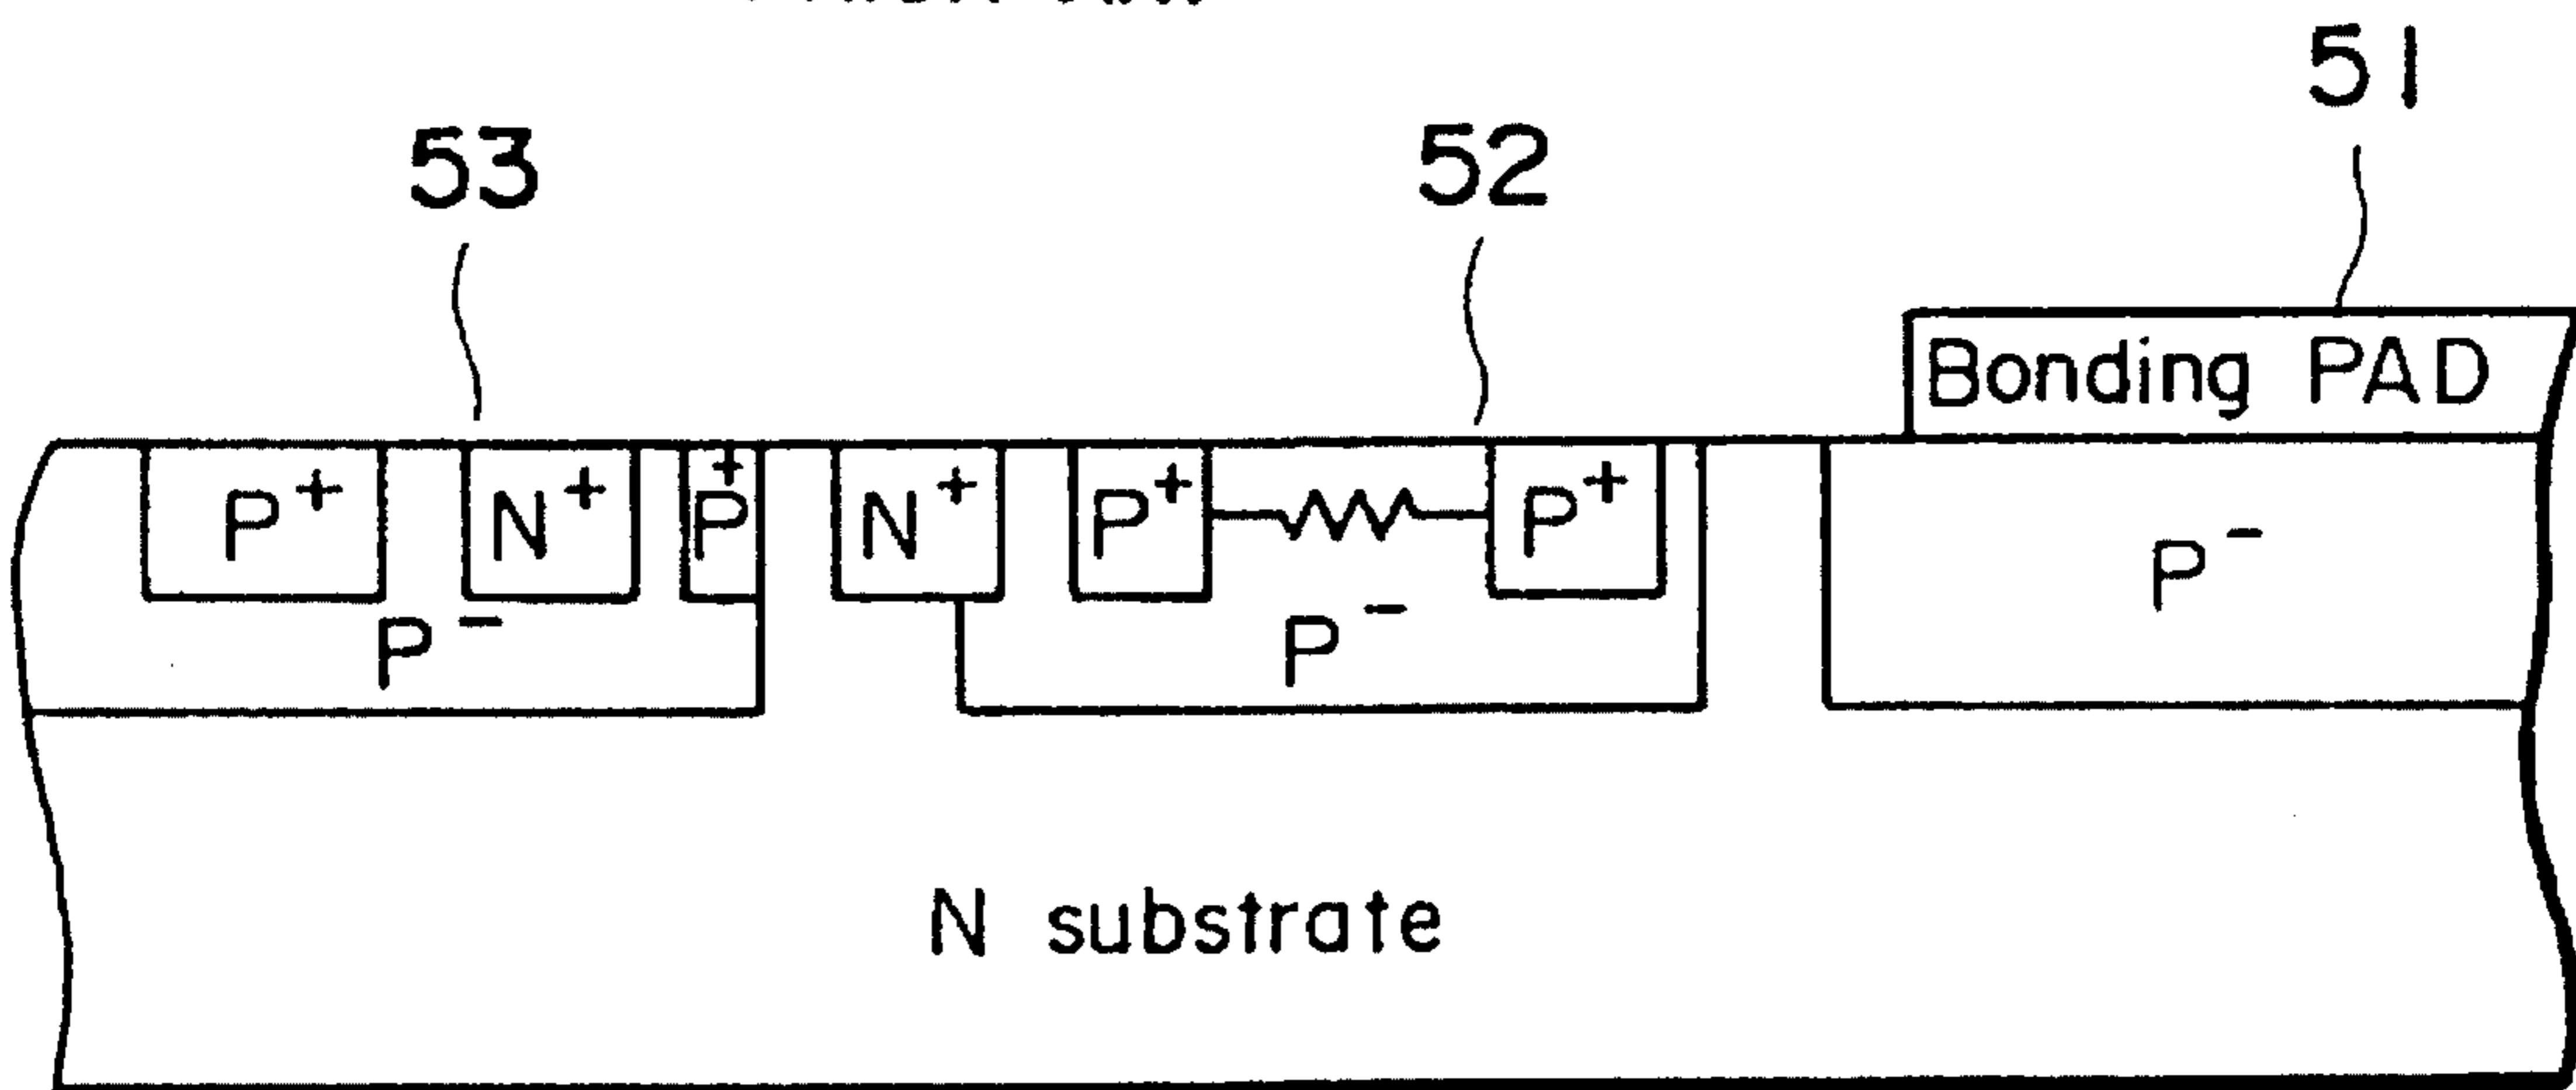 51
53 52
Bonding PAD
P+ N+ P+ N+ P+ P+
P-
P- P-
N substrate